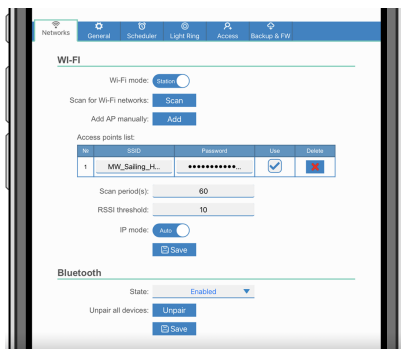 Networks General Scheduler Light Ring Access Backup & FW
WI-FI
Wi-Fi mode: Station
Scan for Wi-Fi networks: Scan
Add AP manually: Add
Access points list:
№ SSID Password Use Delete
1 MW_Sailing_H... •••••••••••...
Scan period(s): 60
RSSI threshold: 10
IP mode: Auto
Save
Bluetooth
State: Enabled
Unpair all devices: Unpair
Save